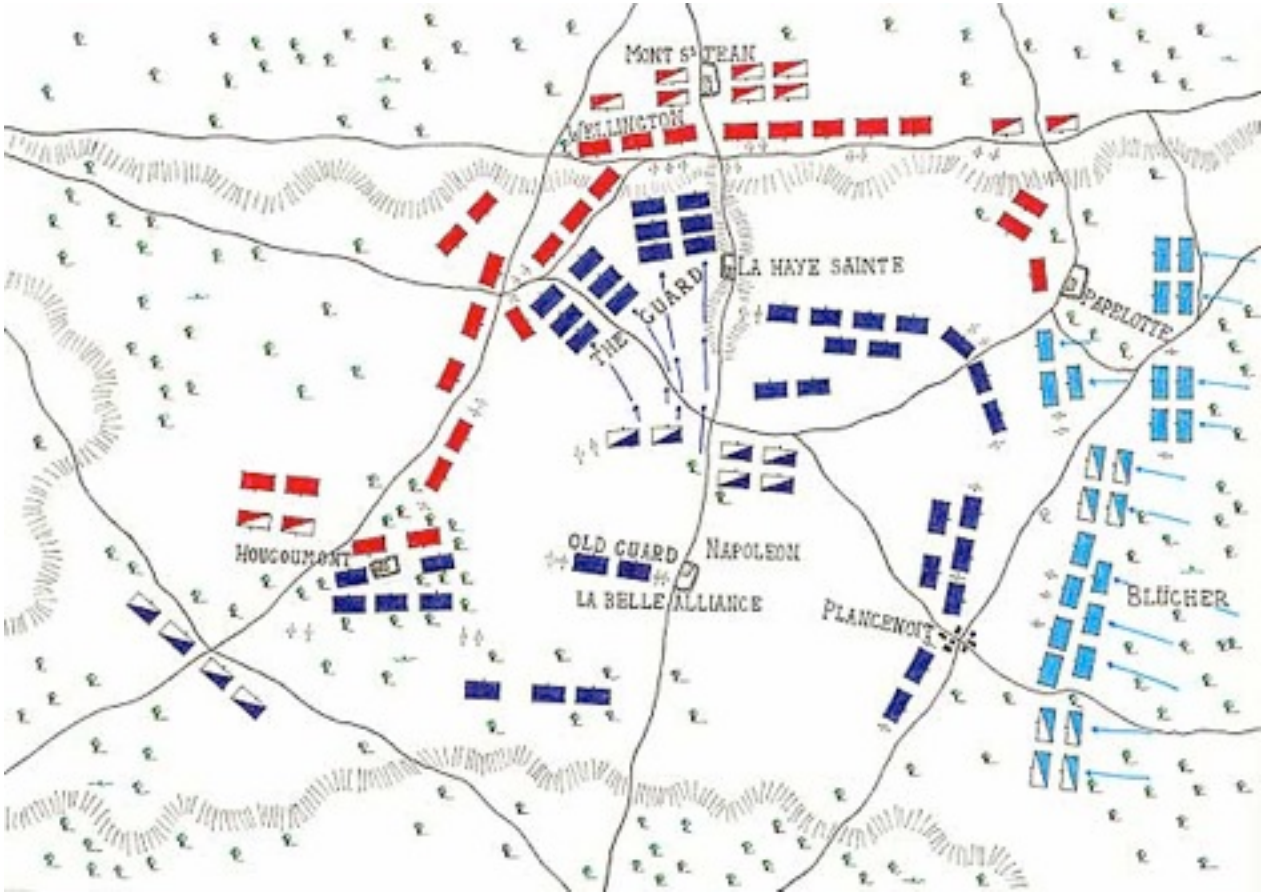 MONT ST JEAN
WELLINGTON
LA HAYE SAINTE
THE GUARD
PAPELOTTE
HOUGOUMONT
OLD GUARD
NAPOLEON
LA BELLE ALLIANCE
PLANCENOIT
BLÜCHER